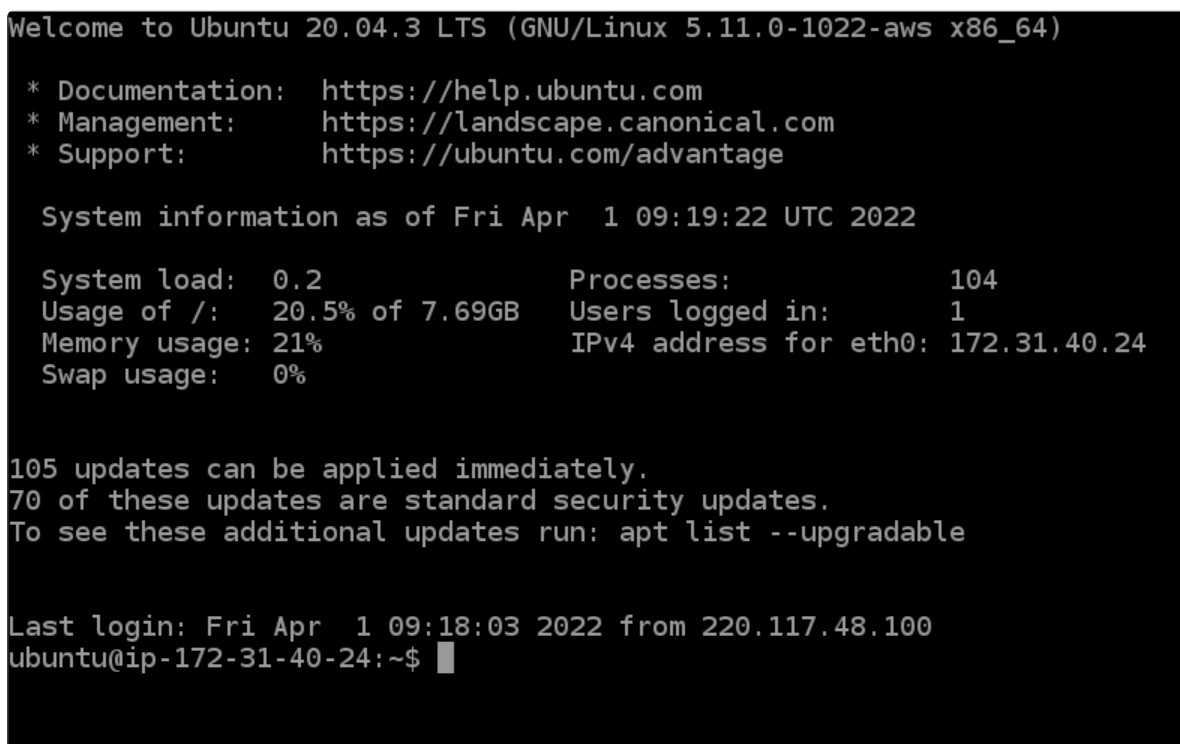 Welcome to Ubuntu 20.04.3 LTS (GNU/Linux 5.11.0-1022-aws x86_64)
* Documentation:  https://help.ubuntu.com
* Management:     https://landscape.canonical.com
* Support:        https://ubuntu.com/advantage
System information as of Fri Apr  1 09:19:22 UTC 2022
System load:  0.2               Processes:             104
Usage of /:   20.5% of 7.69GB   Users logged in:       1
Memory usage: 21%               IPv4 address for eth0: 172.31.40.24
Swap usage:   0%
105 updates can be applied immediately.
70 of these updates are standard security updates.
To see these additional updates run: apt list --upgradable
Last login: Fri Apr  1 09:18:03 2022 from 220.117.48.100
ubuntu@ip-172-31-40-24:~$